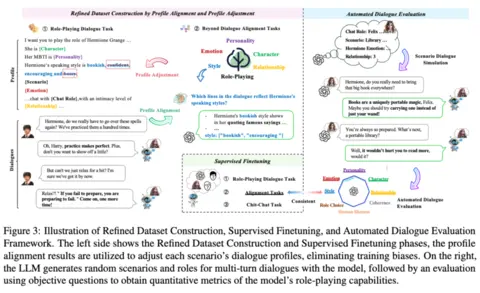 Refined Dataset Construction by Profile Alignment and Profile Adjustment
Automated Dialogue Evaluation
① Role-Playing Dialogue Task
② Beyond Dialogue Alignment Tasks
I want you to play the role of Hermione Grange ...
She is {Character}
Her MBTI is {Personality}
Hermione's speaking style is bookish,
encouraging and
[Scenario]
[Emotion]
... chat with {Chat Role}, with an intimacy level of
{Relationship} ...
Profile
Dialogues
Profile Adjustment
Profile Alignment
Personality
Emotion
Character
Style
Relationship
Role-Playing
Which lines in the dialogue reflect Hermione's
speaking styles?
- Hermione's bookish style shows
in her quoting famous sayings ...
- ...
style: {"bookish", "encouraging"}
Hermione, do we really have to go over these spells
again? We've practiced them a hundred times.
Oh, Harry, practice makes perfect. Plus,
don't you want to show off a little?
But can't we just relax for a bit? I'm
sure we've got it by now.
Relax?! "If you fail to prepare, you
are preparing to fail." Come on, one more
time!
Supervised Finetuning
① Role-Playing Dialogue Task
② Alignment Tasks
③ Chit-Chat Task
Consistent
Chat Role: Felix ...
Scenario: Library ...
Hermione Emotion: ...
Relationship: 3
Scenario Dialogue
Simulation
Hermione, do you really need to bring that
big book everywhere?
Books are a uniquely portable magic, Felix.
Maybe you should try carrying one instead of
just your wand!
You're always so prepared. What's next,
a portable library?
Well, it wouldn't hurt you to read more,
would it?
Personality
Emotion
Character
Style
Relationship
Role Choice
Coherence
Human-likeness
Automated Dialogue
Evaluation
Figure 3: Illustration of Refined Dataset Construction, Supervised Finetuning, and Automated Dialogue Evaluation
Framework. The left side shows the Refined Dataset Construction and Supervised Finetuning phases, the profile
alignment results are utilized to adjust each scenario's dialogue profiles, eliminating training biases. On the right,
the LLM generates random scenarios and roles for multi-turn dialogues with the model, followed by an evaluation
using objective questions to obtain quantitative metrics of the model's role-playing capabilities.